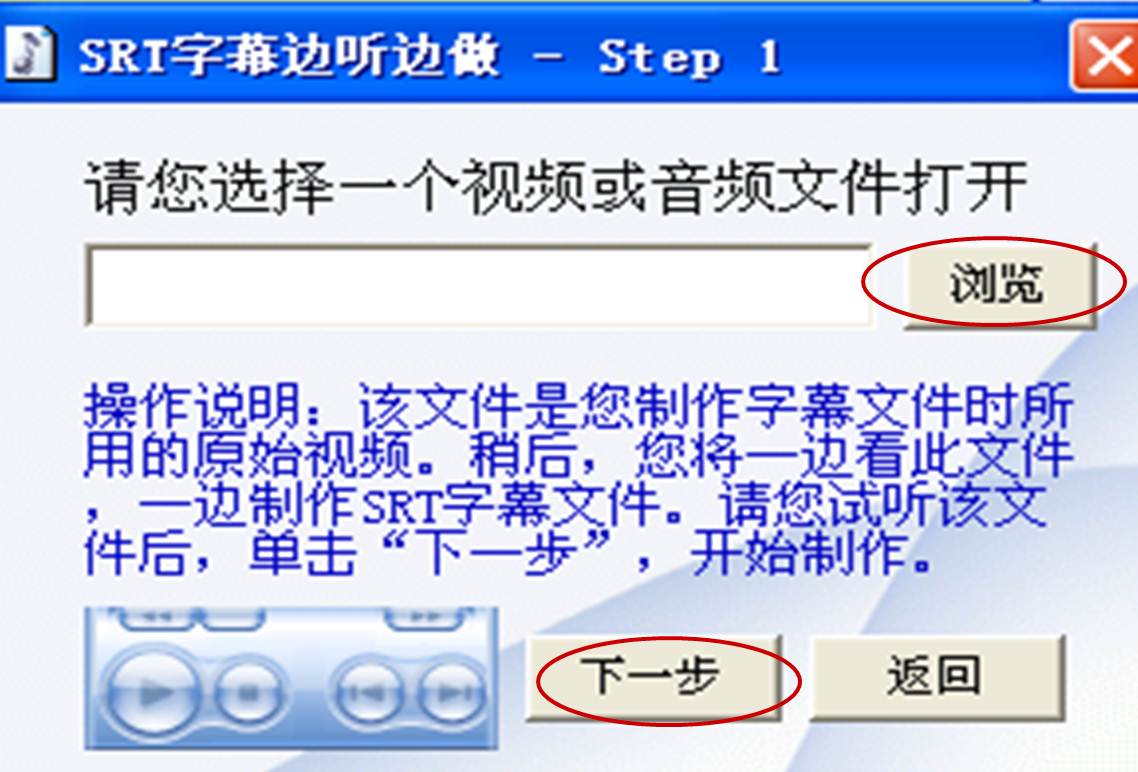 SRT字幕边听边做 - Step 1
请您选择一个视频或音频文件打开
浏览
操作说明：该文件是您制作字幕文件时所
用的原始视频。稍后，您将一边看此文件
，一边制作SRT字幕文件。请您试听该文
件后，单击“下一步”，开始制作。
下一步
返回